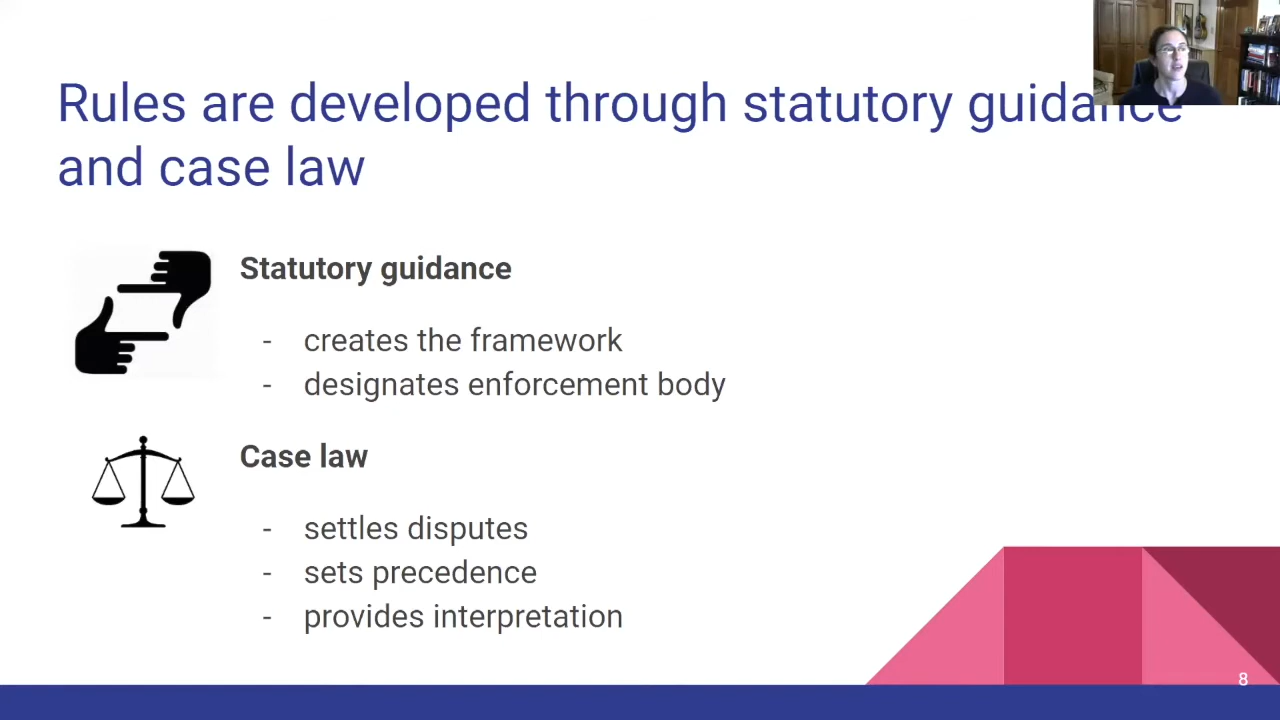 Rules are developed through statutory guidance
and case law
Statutory guidance
- creates the framework
- designates enforcement body
Case law
- settles disputes
- sets precedence
- provides interpretation
8